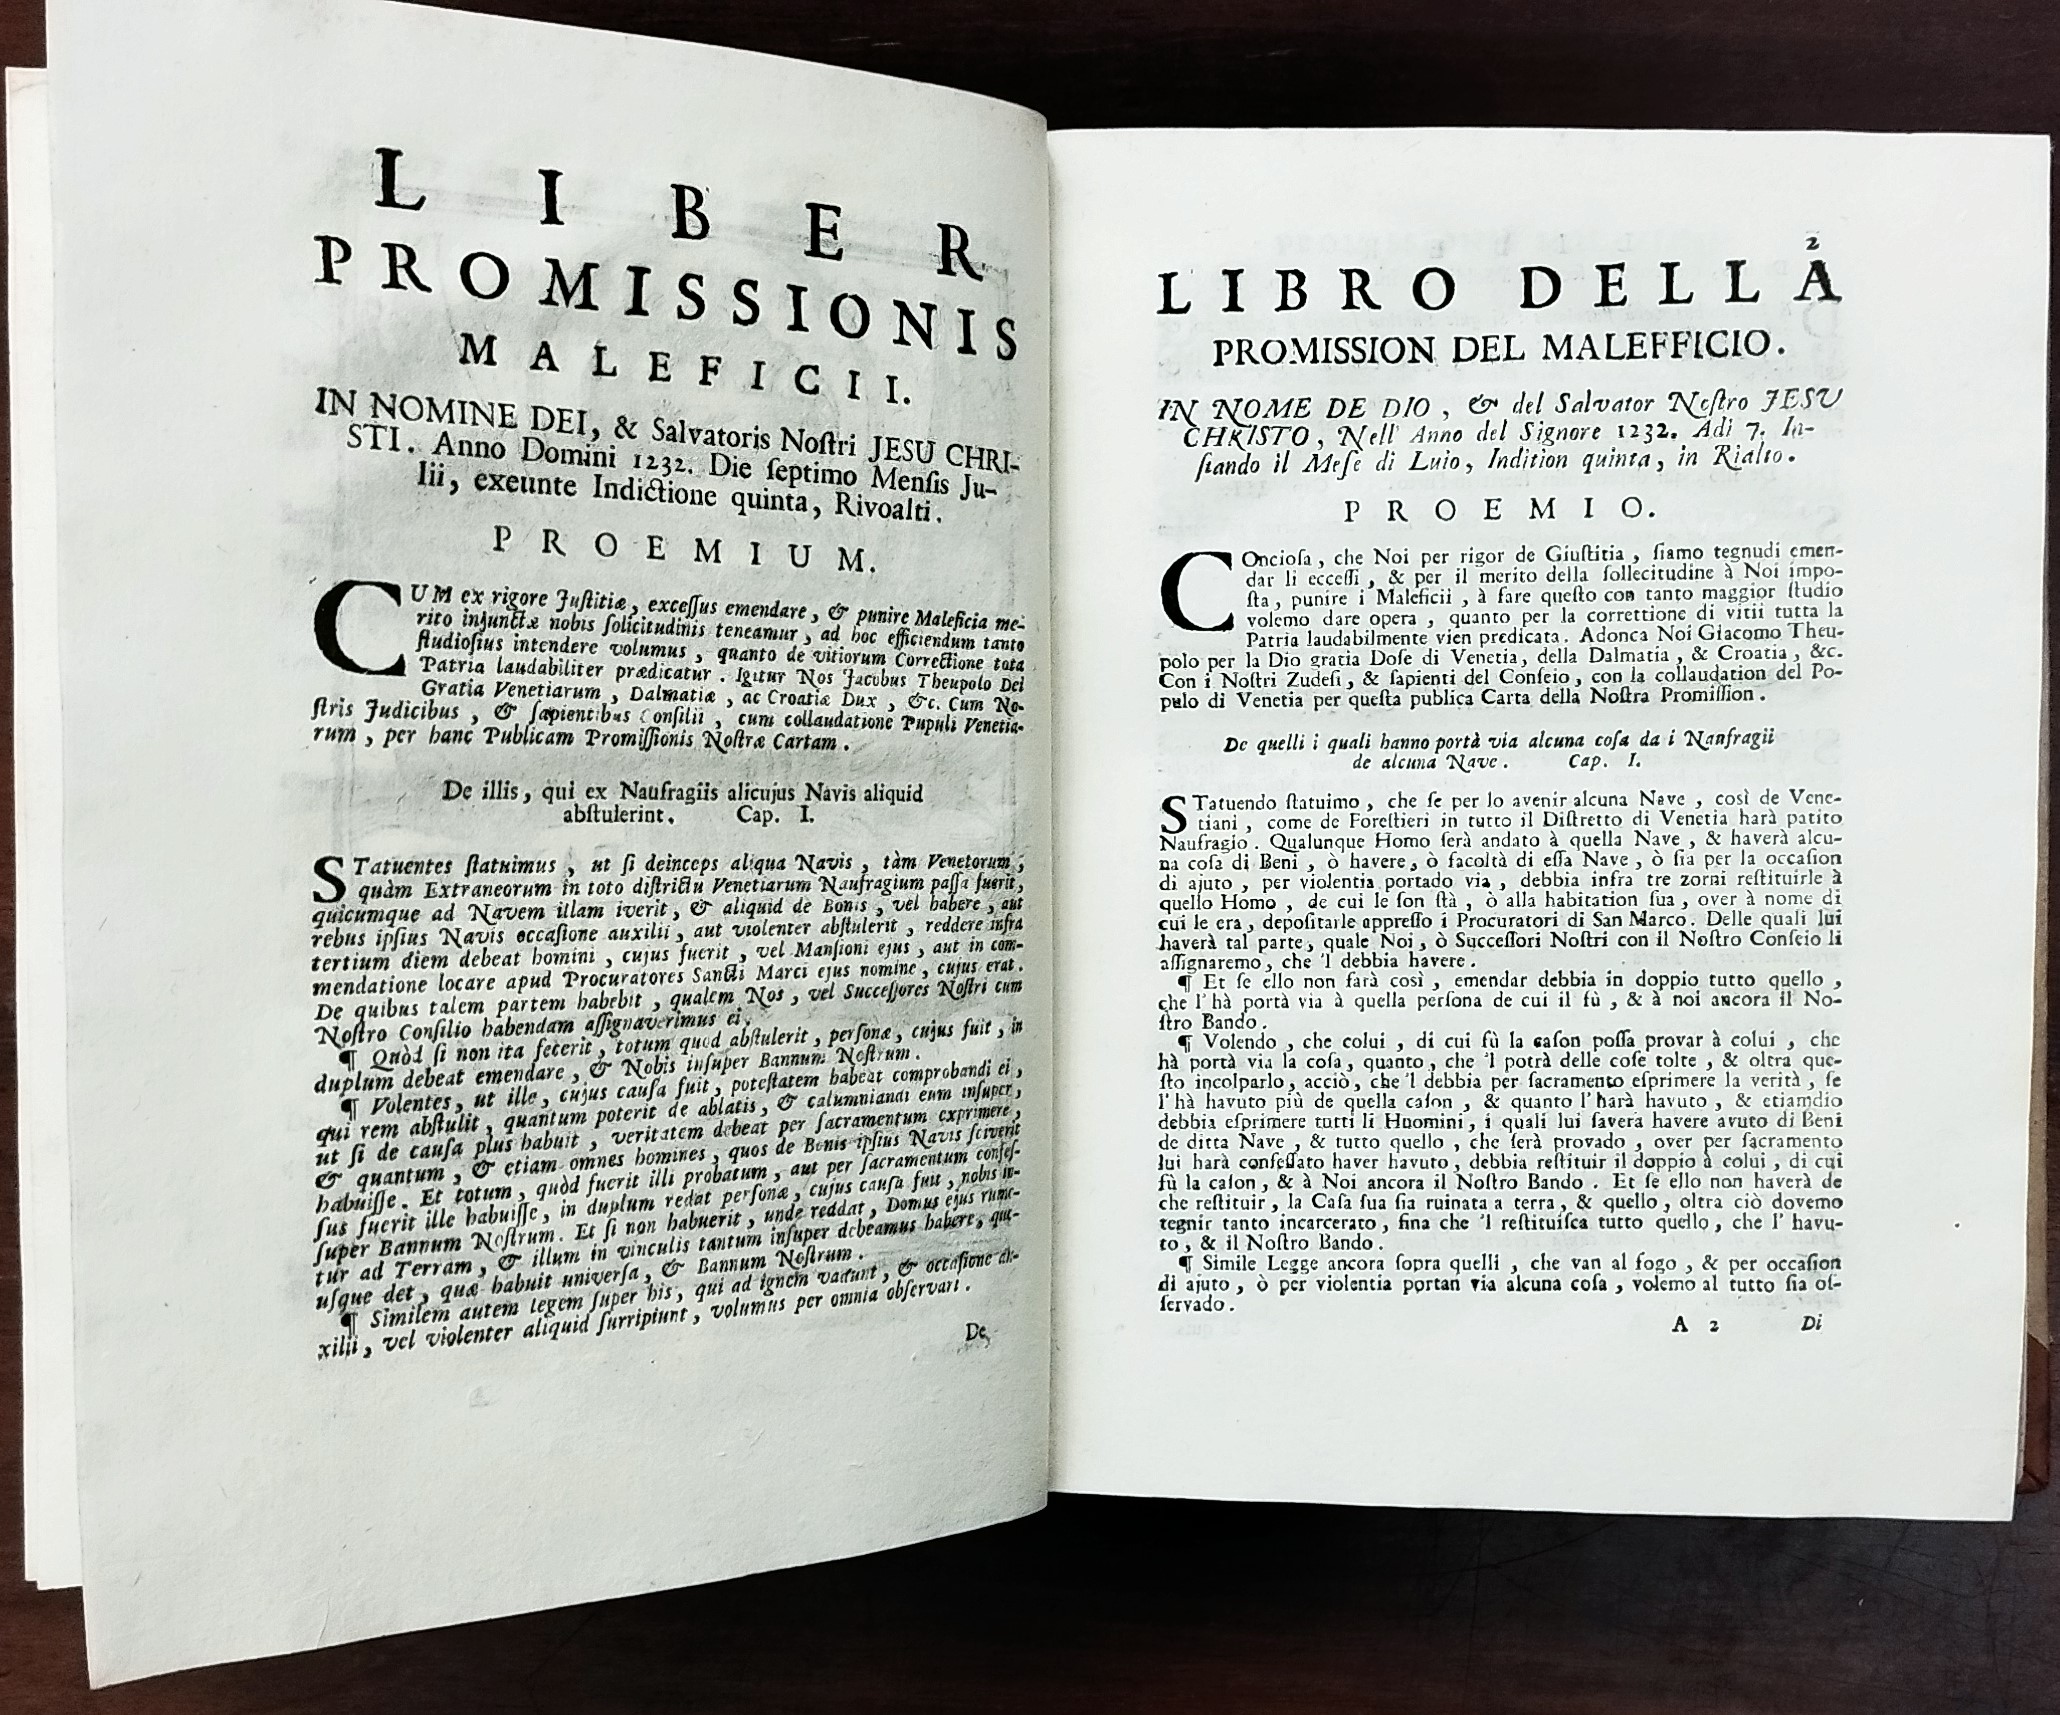 LIBER
PROMISSIONIS
MALEFICII.
IN NOMINE DEI, & Salvatoris Noſtri JESU CHRI-
STI. Anno Domini 1232. Die ſeptimo Menſis Ju-
lii, exeunte Indictione quinta, Rivoalti.
PROEMIUM.
CUM ex rigore Juſtitiæ, exceſſus emendare, & punire Maleficia me-
rito injunctæ nobis ſolicitudinis teneamur, ad hoc efficiendum tanto
ſtudioſius intendere volumus, quanto de vitiorum Correctione tota
Patria laudabiliter prædicatur. Igitur Nos Jacobus Theupolo Dei
Gratia Venetiarum, Dalmatiæ, ac Croatiæ Dux, &c. Cum No-
ſtris Judicibus, & ſapientibus Conſilii, cum collaudatione Pupuli Venetia-
rum, per hanc Publicam Promiſſionis Noſtræ Cartam.
De illis, qui ex Naufragiis alicujus Navis aliquid
abſtulerint. Cap. I.
STatuentes ſtatuimus, ut ſi deinceps aliqua Navis, tàm Venetorum,
quàm Extraneorum in toto diſtrictu Venetiarum Naufragium paſſa fuerit,
quicumque ad Navem illam iverit, & aliquid de Bonis, vel habere, aut
rebus ipſius Navis occaſione auxilii, aut violenter abſtulerit, reddere infra
tertium diem debeat homini, cujus fuerit, vel Manſioni ejus, aut in com-
mendatione locare apud Procuratores Sancti Marci ejus nomine, cujus erat.
De quibus talem partem habebit, qualem Nos, vel Succeſſores Noſtri cum
Noſtro Conſilio habendam aſſignaverimus ei.
¶ Quòd ſi non ita fecerit, totum quod abſtulerit, perſonæ, cujus fuit, in
duplum debeat emendare, & Nobis inſuper Bannum Noſtrum.
¶ Volentes, ut ille, cujus cauſa fuit, poteſtatem habeat comprobandi ei,
qui rem abſtulit, quantum poterit de ablatis, & calumniandi eum inſuper,
ut ſi de cauſa plus habuit, veritatem debeat per ſacramentum exprimere,
& quantum, & etiam omnes homines, quos de Bonis ipſius Navis ſciverit
habuiſſe. Et totum, quòd fuerit illi probatum, aut per ſacramentum confeſ-
ſus fuerit ille habuiſſe, in duplum redat perſonæ, cujus cauſa fuit, nobis in-
ſuper Bannum Noſtrum. Et ſi non habuerit, unde reddat, Domus ejus rume-
tur ad Terram, & illum in vinculis tantum inſuper debeamus habere, quo-
uſque det, quæ habuit univerſa, & Bannum Noſtrum.
¶ Similem autem legem ſuper his, qui ad ignem vadunt, & occaſione au-
xilii, vel violenter aliquid ſurripiunt, volumus per omnia obſervari.
De
2
LIBRO DELLA
PROMISSION DEL MALEFFICIO.
IN NOME DE DIO, & del Salvator Noſtro JESU
CHRISTO, Nell' Anno del Signore 1232. Adi 7. In-
ſtando il Meſe di Luio, Indition quinta, in Rialto.
PROEMIO.
COncioſa, che Noi per rigor de Giuſtitia, ſiamo tegnudi emen-
dar li ecceſſi, & per il merito della ſollecitudine à Noi impo-
ſta, punire i Maleficii, à fare queſto con tanto maggior ſtudio
volemo dare opera, quanto per la correttione di vitii tutta la
Patria laudabilmente vien predicata. Adonca Noi Giacomo Theu-
polo per la Dio gratia Doſe di Venetia, della Dalmatia, & Croatia, &c.
Con i Noſtri Zudeſi, & ſapienti del Conſeio, con la collaudation del Po-
pulo di Venetia per queſta publica Carta della Noſtra Promiſſion.
De quelli i quali hanno portà via alcuna coſa da i Naufragii
de alcuna Nave. Cap. I.
STatuendo ſtatuimo, che ſe per lo avenir alcuna Nave, così de Vene-
tiani, come de Foreſtieri in tutto il Diſtretto di Venetia harà patito
Naufragio. Qualunque Homo ſerà andato à quella Nave, & haverà alcu-
na coſa di Beni, ò havere, ò facoltà di eſſa Nave, ò ſia per la occaſion
di ajuto, per violentia portado via, debbia infra tre zorni reſtituirle à
quello Homo, de cui le ſon ſtà, ò alla habitation ſua, over à nome di
cui le era, depoſitarle appreſſo i Procuratori di San Marco. Delle quali lui
haverà tal parte, quale Noi, ò Succeſſori Noſtri con il Noſtro Conſeio li
aſſignaremo, che 'l debbia havere.
¶ Et ſe ello non farà così, emendar debbia in doppio tutto quello,
che l' hà portà via à quella perſona de cui il fù, & à noi ancora il No-
ſtro Bando.
¶ Volendo, che colui, di cui fù la caſon poſſa provar à colui, che
hà portà via la coſa, quanto, che 'l potrà delle coſe tolte, & oltra que-
ſto incolparlo, acciò, che 'l debbia per ſacramento eſprimere la verità, ſe
l' hà havuto più de quella caſon, & quanto l' harà havuto, & etiamdio
debbia eſprimere tutti li Huomini, i quali lui ſaverà havere avuto di Beni
de ditta Nave, & tutto quello, che ſerà provado, over per ſacramento
lui harà confeſſato haver havuto, debbia reſtituir il doppio à colui, di cui
fù la caſon, & à Noi ancora il Noſtro Bando. Et ſe ello non haverà de
che reſtituir, la Caſa ſua ſia ruinata a terra, & quello, oltra ciò dovemo
tegnir tanto incarcerato, fina che 'l reſtituiſca tutto quello, che l' havu-
to, & il Noſtro Bando.
¶ Simile Legge ancora ſopra quelli, che van al fogo, & per occaſion
di ajuto, ò per violentia portan via alcuna coſa, volemo al tutto ſia oſ-
ſervado.
A 2 Di